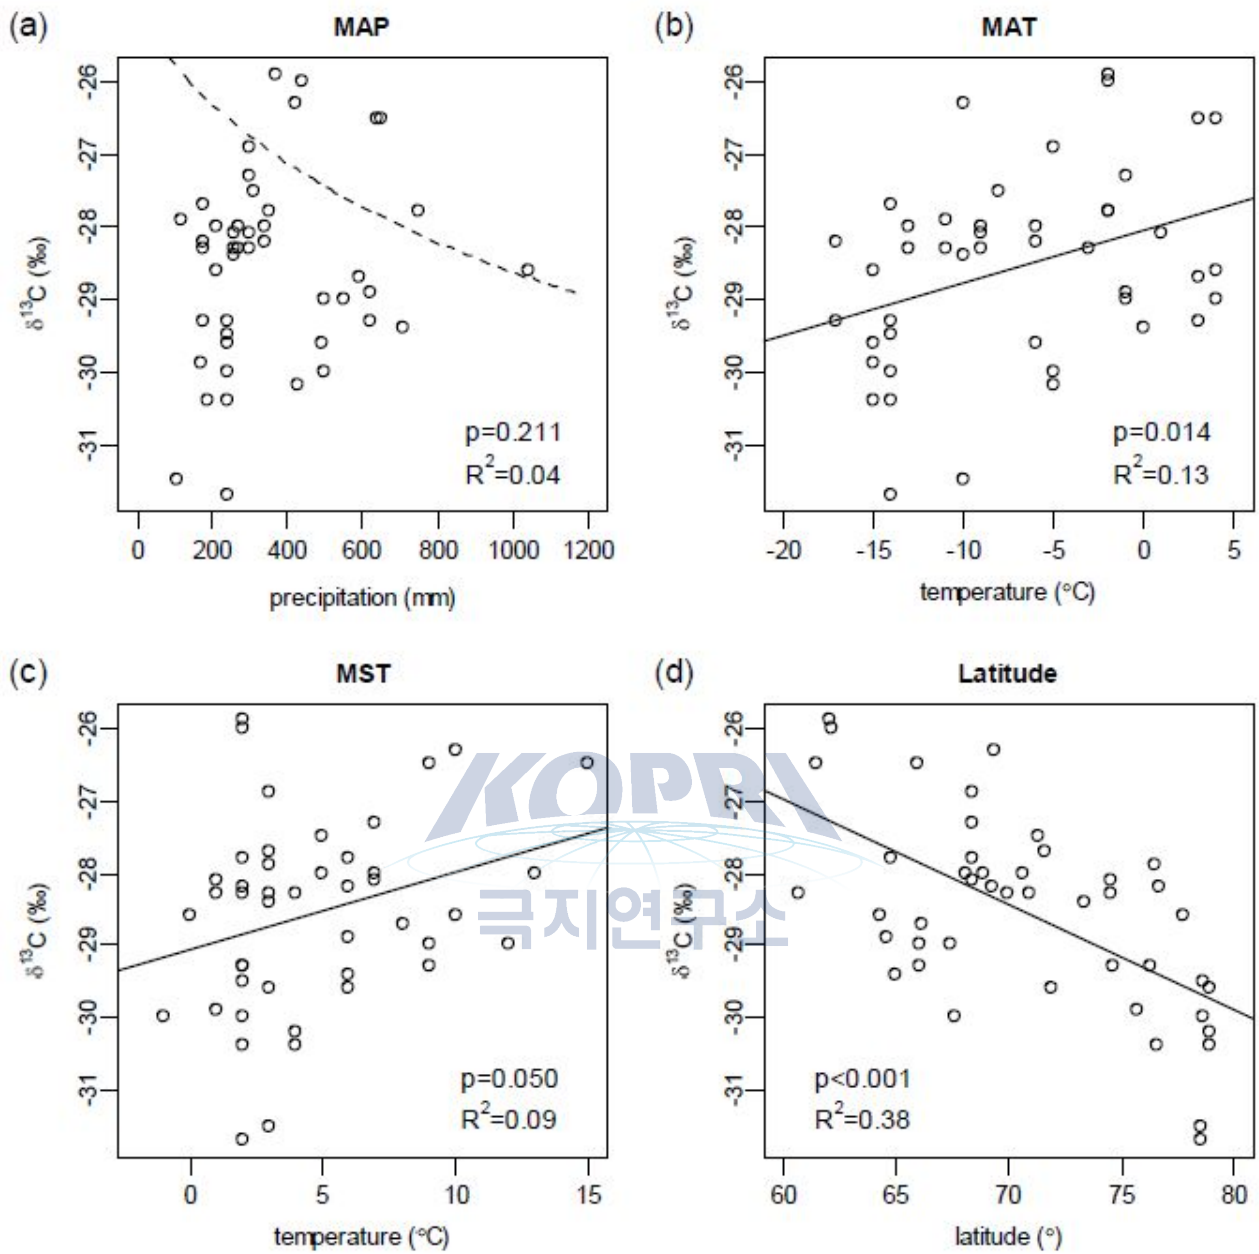 (a)
MAP
-26
-27
-28
-29
-30
-31
δ13C (‰)
p=0.211
R2=0.04
0 200 400 600 800 1000 1200
precipitation (mm)
(b)
MAT
-26
-27
-28
-29
-30
-31
δ13C (‰)
p=0.014
R2=0.13
-20 -15 -10 -5 0 5
temperature (°C)
(c)
MST
-26
-27
-28
-29
-30
-31
δ13C (‰)
p=0.050
R2=0.09
0 5 10 15
temperature (°C)
(d)
Latitude
-26
-27
-28
-29
-30
-31
δ13C (‰)
p<0.001
R2=0.38
60 65 70 75 80
latitude (°)
KOPRI
극지연구소